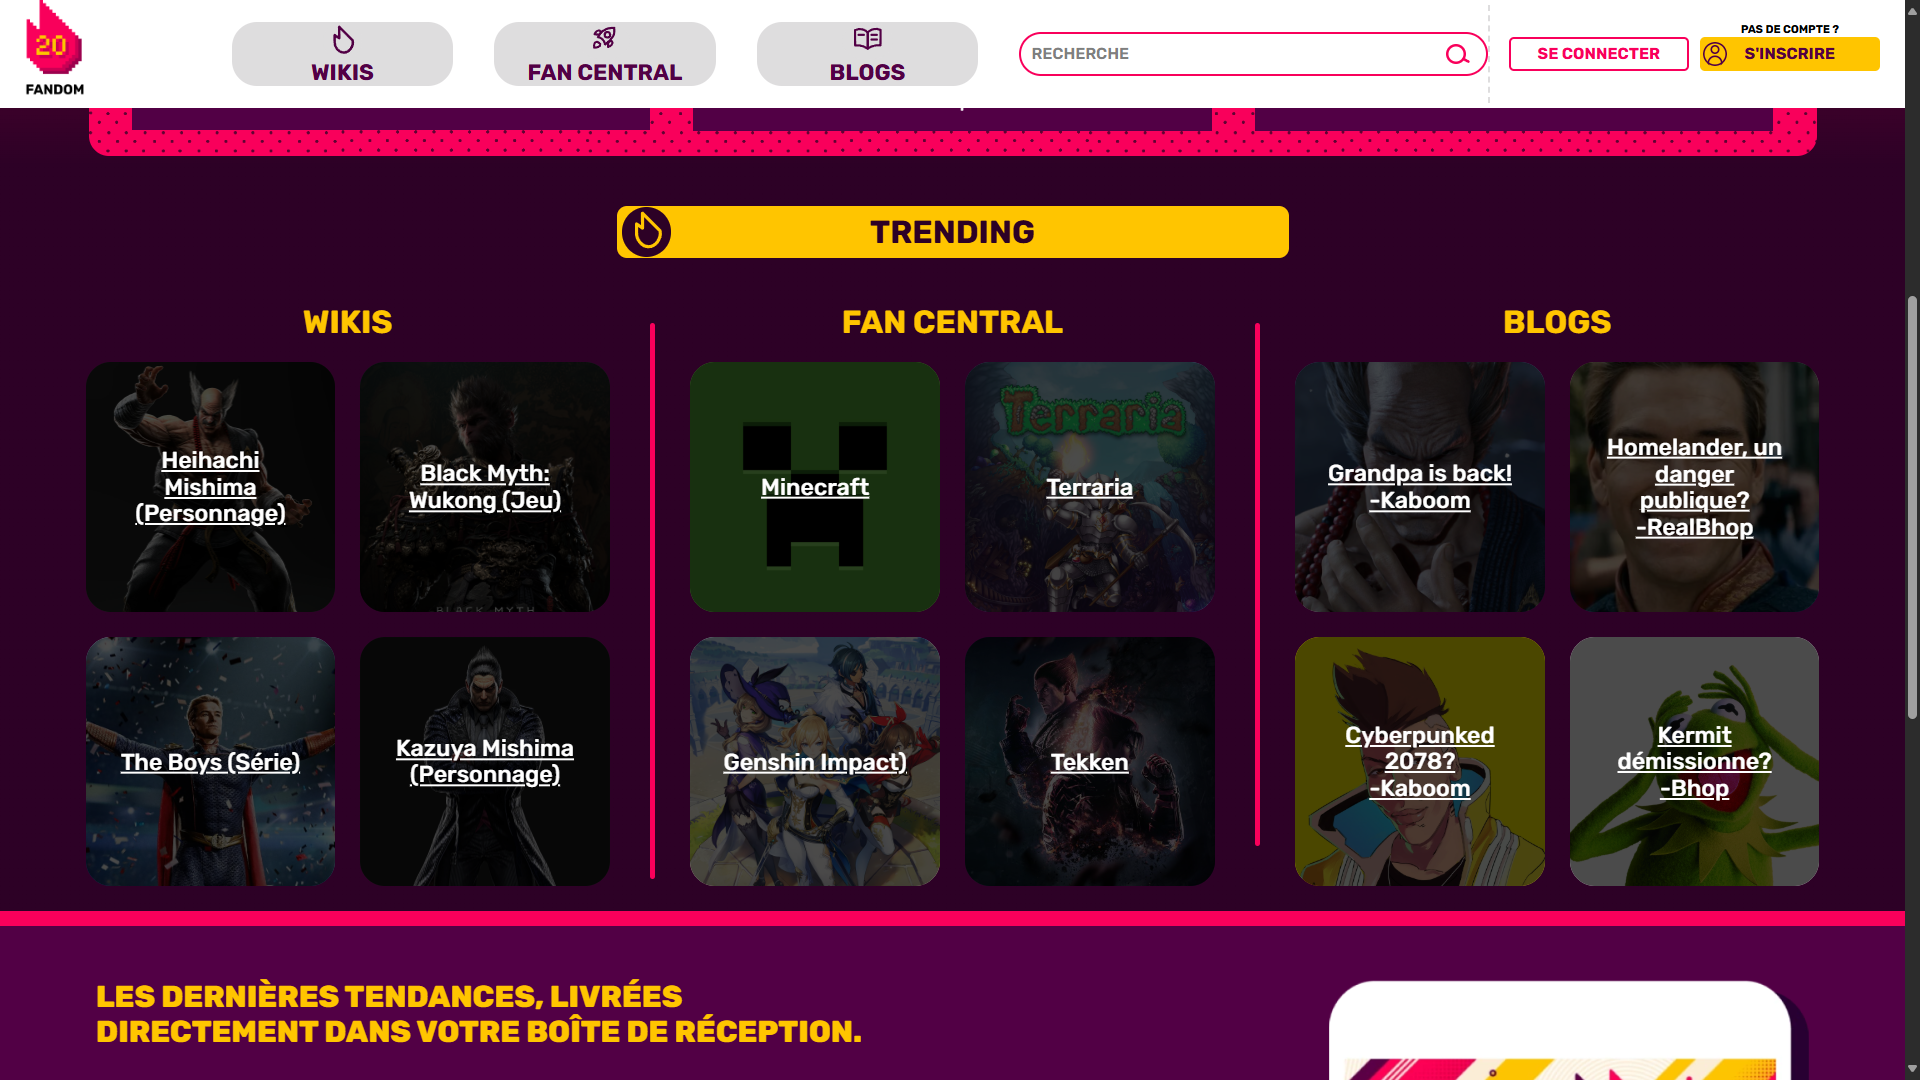 20
FANDOM
WIKIS
FAN CENTRAL
BLOGS
RECHERCHE
SE CONNECTER
PAS DE COMPTE ?
S'INSCRIRE
TRENDING
WIKIS
Heihachi
Mishima
(Personnage)
Black Myth:
Wukong (Jeu)
BLACK MYTH
The Boys (Série)
Kazuya Mishima
(Personnage)
FAN CENTRAL
Minecraft
Terraria
Terraria
Genshin Impact)
Tekken
BLOGS
Grandpa is back!
-Kaboom
Homelander, un
danger
publique?
-RealBhop
Cyberpunked
2078?
-Kaboom
Kermit
démissionne?
-Bhop
LES DERNIÈRES TENDANCES, LIVRÉES
DIRECTEMENT DANS VOTRE BOÎTE DE RÉCEPTION.